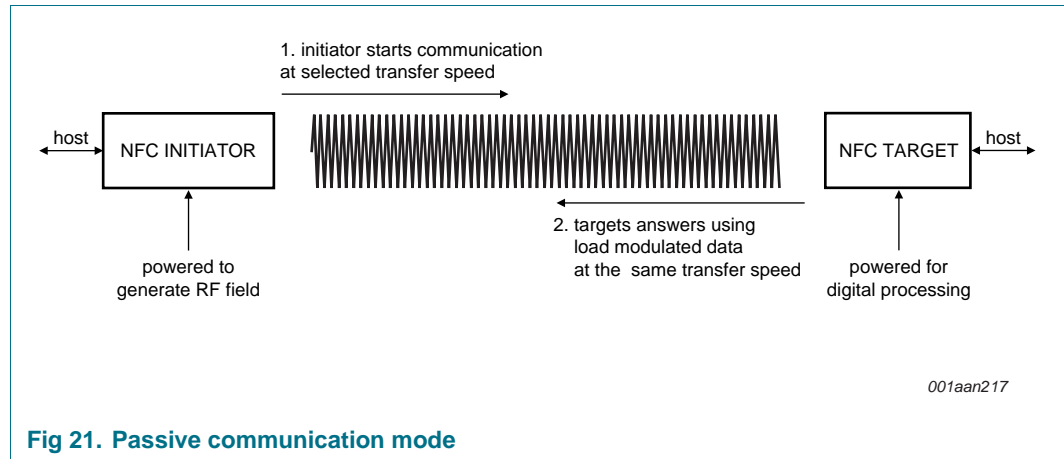 1. initiator starts communication
at selected transfer speed
host
NFC INITIATOR
NFC TARGET
host
2. targets answers using
load modulated data
at the same transfer speed
powered to
generate RF field
powered for
digital processing
001aan217
Fig 21. Passive communication mode